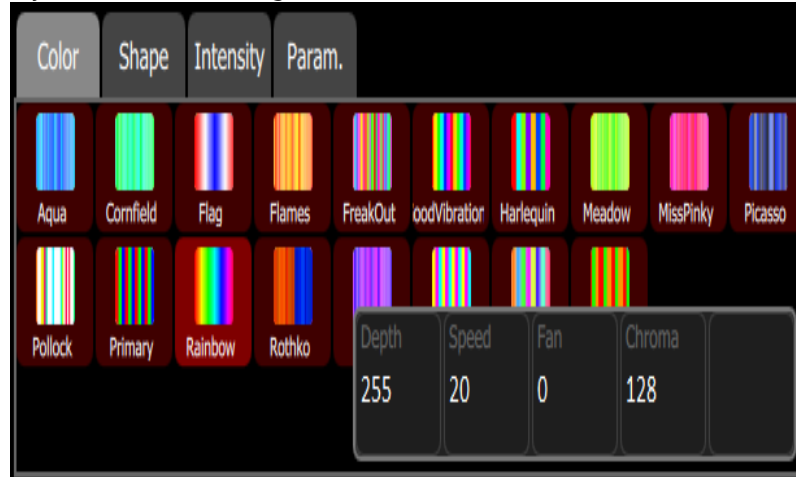 Color Shape Intensity Param.
Aqua Cornfield Flag Flames FreakOut oodVibration Harlequin Meadow MissPinky Picasso
Pollock Primary Rainbow Rothko
Depth Speed Fan Chroma
255 20 0 128